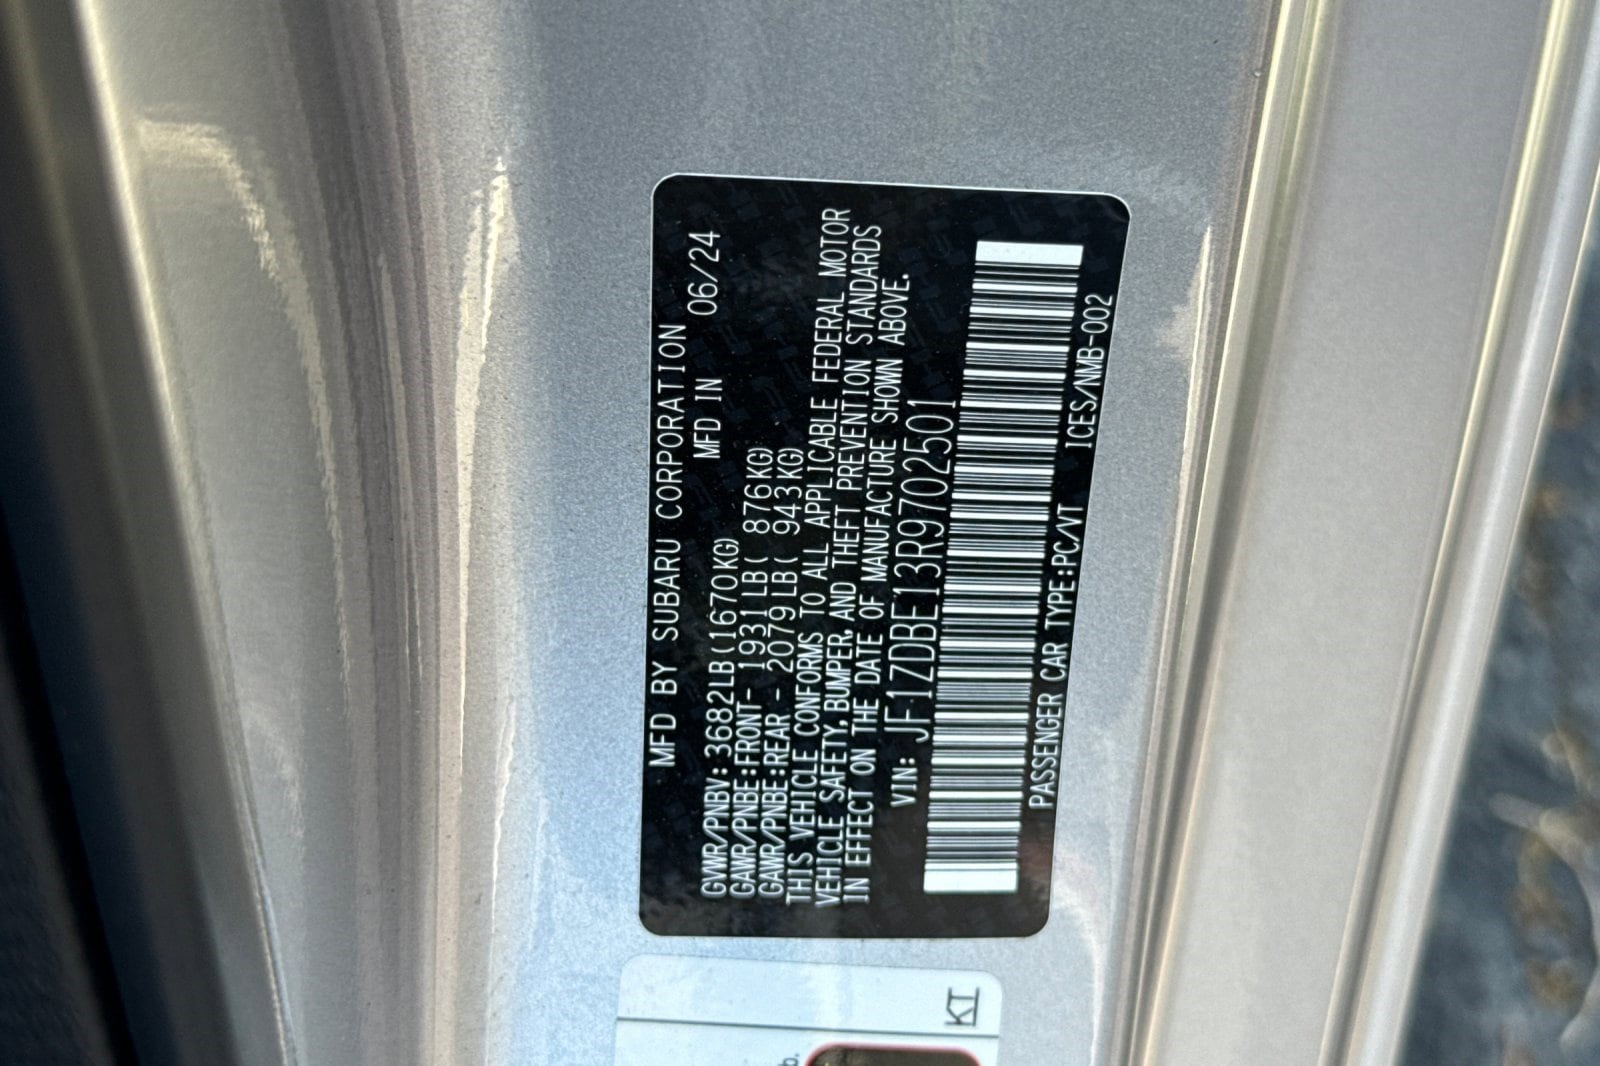 MFD BY SUBARU CORPORATION
MFD IN 06/24
GVWR/PNBV:3682LB(1670KG)
GAWR/PNBE:FRONT- 1931LB( 876KG)
GAWR/PNBE:REAR - 2079LB( 943KG)
THIS VEHICLE CONFORMS TO ALL APPLICABLE FEDERAL MOTOR
VEHICLE SAFETY, BUMPER, AND THEFT PREVENTION STANDARDS
IN EFFECT ON THE DATE OF MANUFACTURE SHOWN ABOVE.
VIN: JF1ZDBE13R9702501
PASSENGER CAR TYPE:PC/VT ICES/NMB-002
KT